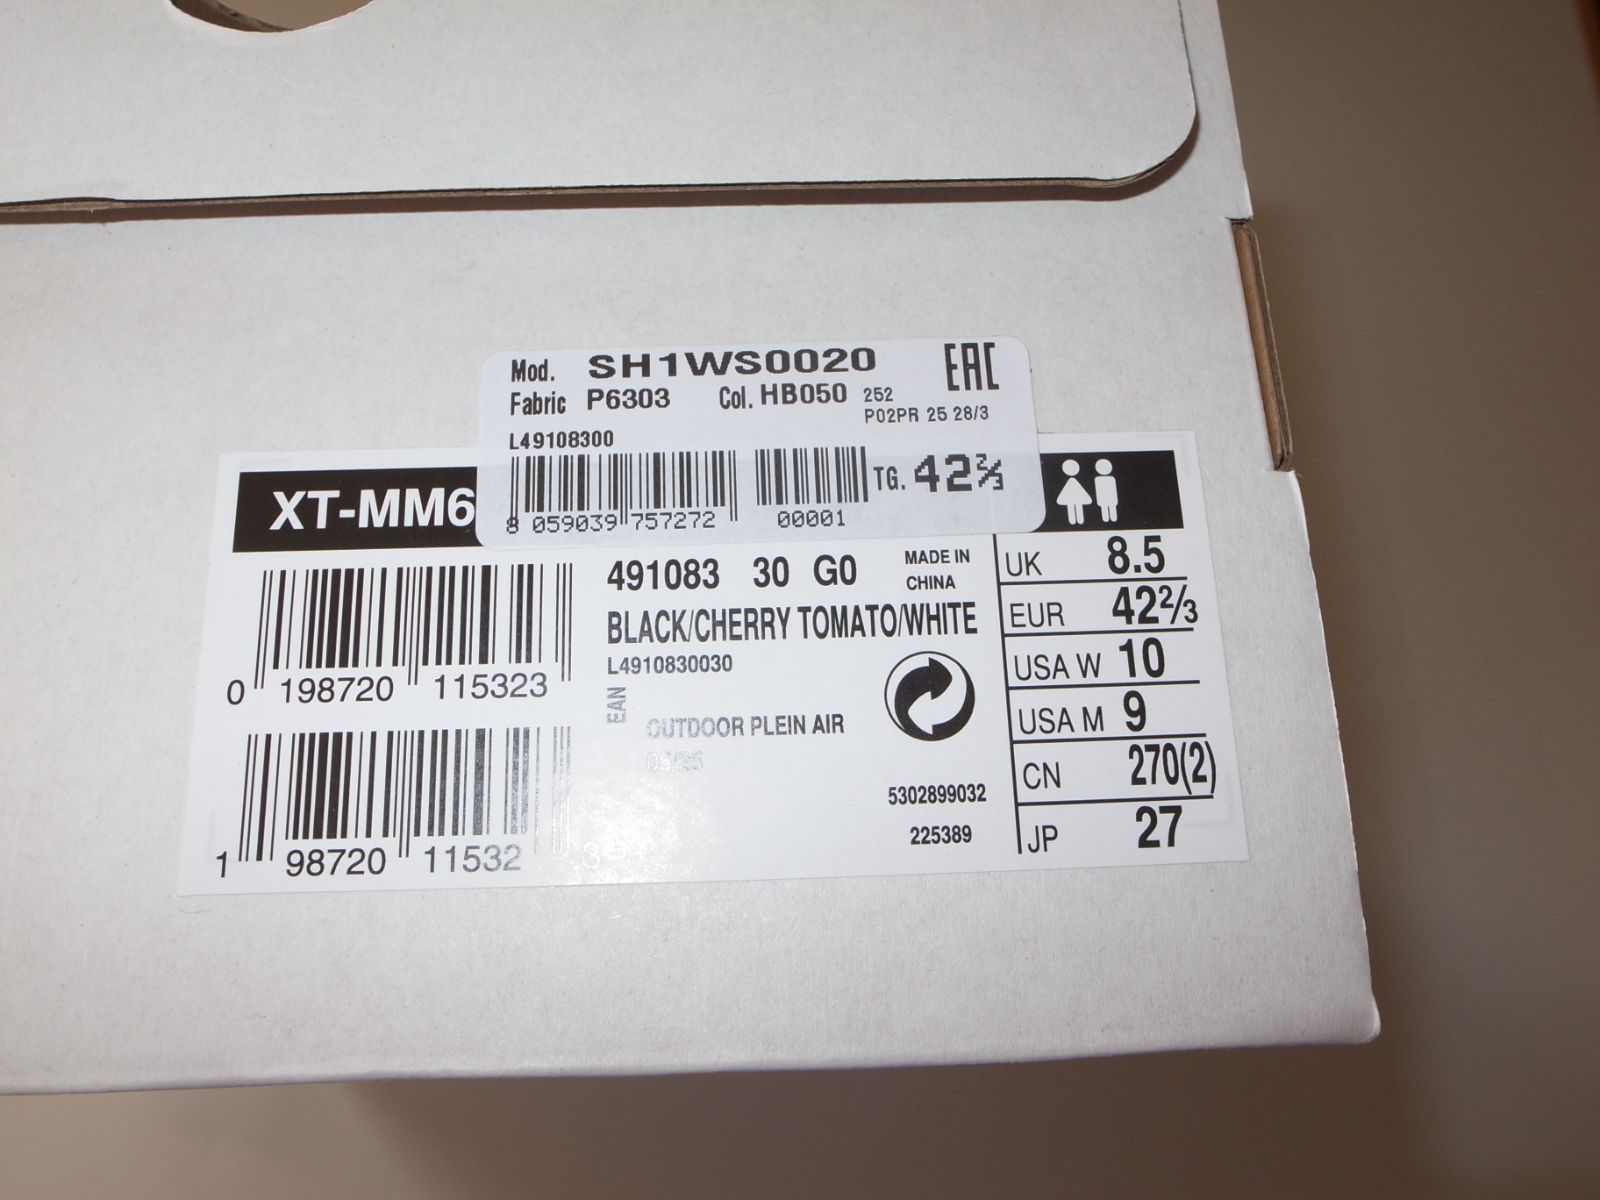 Mod. SH1WS0020 EAC
Fabric P6303 Col. HB050 252
P02PR 25 28/3
L49108300
8 059039 757272 00001 TG. 42⅔
XT-MM6
491083 30 G0 MADE IN CHINA
BLACK/CHERRY TOMATO/WHITE
L4910830030
0 198720 115323
EAN
OUTDOOR PLEIN AIR
5302899032
225389
1 98720 11532
UK 8.5
EUR 42⅔
USA W 10
USA M 9
CN 270(2)
JP 27